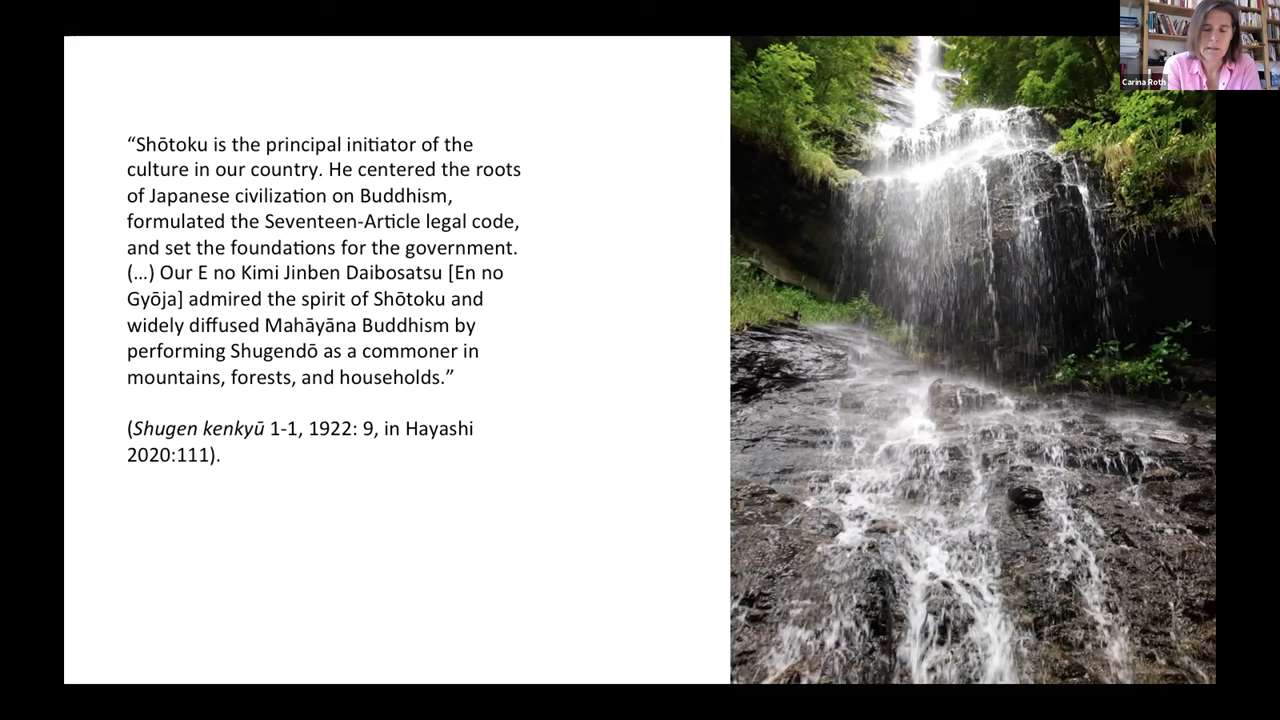 Carina Roth
“Shōtoku is the principal initiator of the
culture in our country. He centered the roots
of Japanese civilization on Buddhism,
formulated the Seventeen-Article legal code,
and set the foundations for the government.
(…) Our E no Kimi Jinben Daibosatsu [En no
Gyōja] admired the spirit of Shōtoku and
widely diffused Mahāyāna Buddhism by
performing Shugendō as a commoner in
mountains, forests, and households.”
(Shugen kenkyū 1-1, 1922: 9, in Hayashi
2020:111).